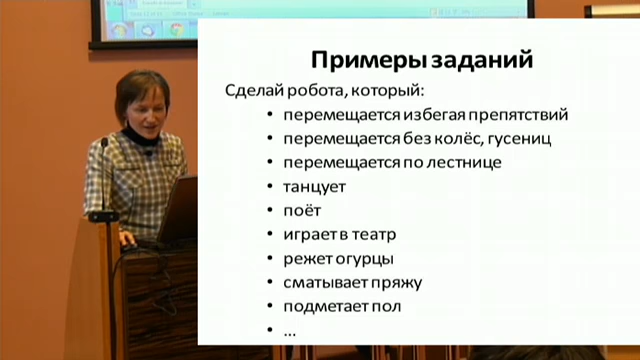 Примеры заданий
Сделай робота, который:
• перемещается избегая препятствий
• перемещается без колёс, гусениц
• перемещается по лестнице
• танцует
• поёт
• играет в театр
• режет огурцы
• сматывает пряжу
• подметает пол
• ...